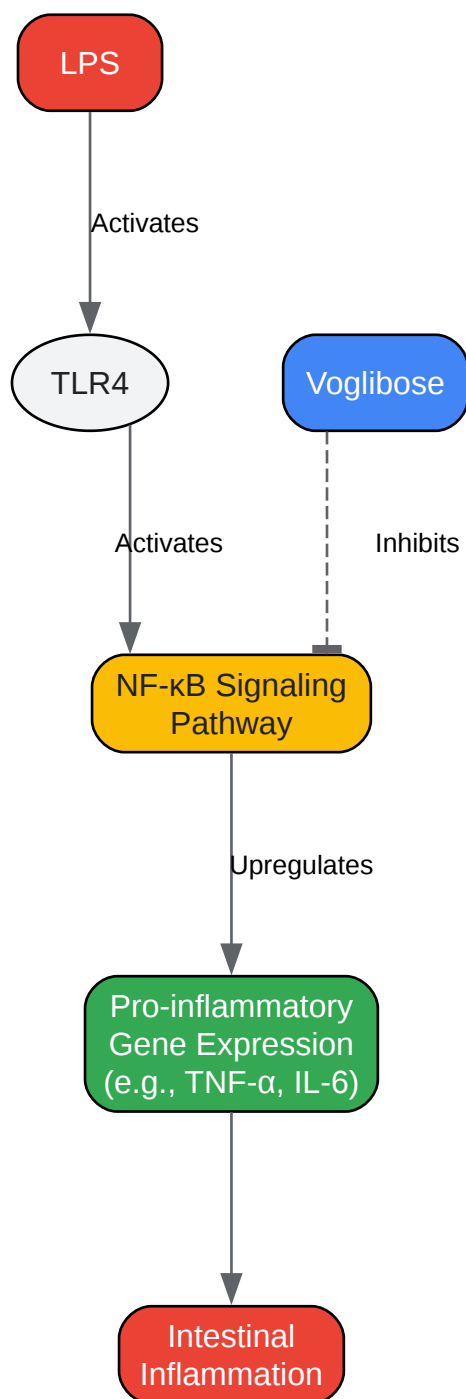 LPS
Activates
TLR4
Voglibose
Activates
Inhibits
NF-κB Signaling
Pathway
Upregulates
Pro-inflammatory
Gene Expression
(e.g., TNF-α, IL-6)
Intestinal
Inflammation